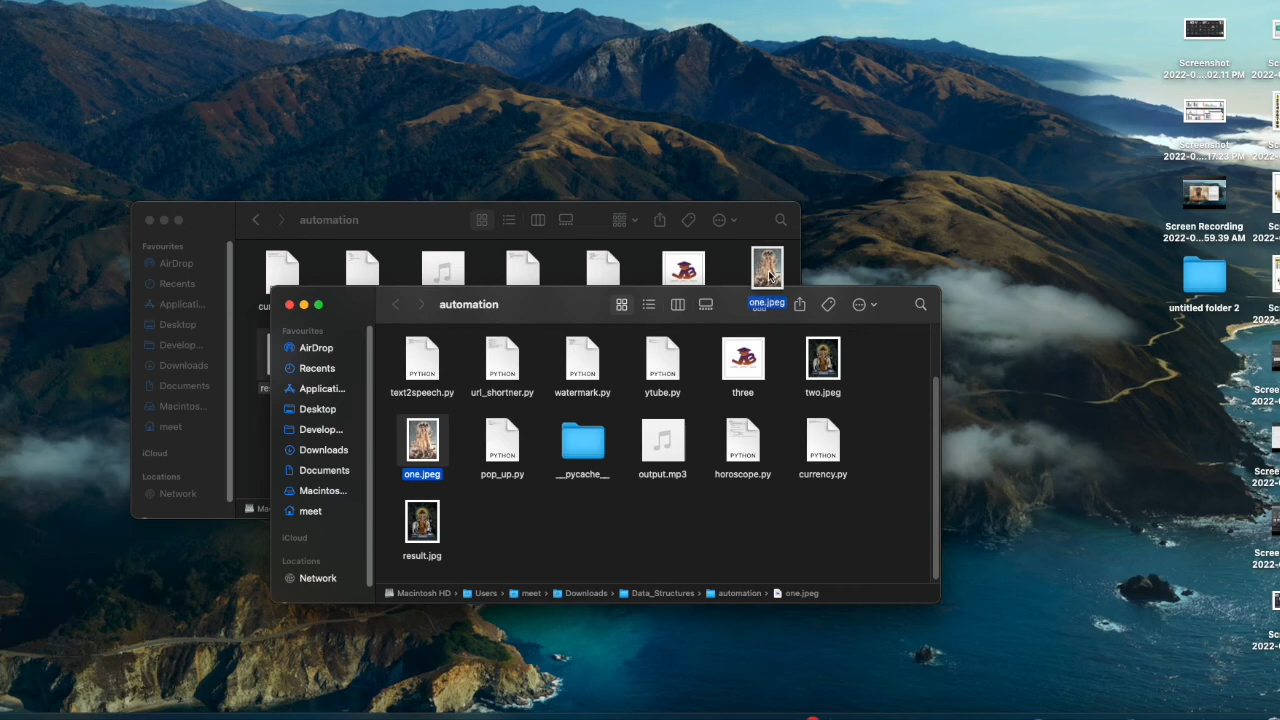 Screenshot
2022-0....02.11 PM
Screenshot
2022-0....17.23 PM
Screen Recording
2022-0...59.39 AM
untitled folder 2
automation
Favourites
AirDrop
Recents
Applicati...
Desktop
Develop...
Downloads
Documents
Macintos...
meet
iCloud
Locations
Network
automation
one.jpeg
Favourites
AirDrop
Recents
Applicati...
Desktop
Develop...
Downloads
Documents
Macintos...
meet
iCloud
Locations
Network
PYTHON
PYTHON
PYTHON
PYTHON
text2speech.py
url_shortner.py
watermark.py
ytube.py
three
two.jpeg
PYTHON
PYTHON
PYTHON
one.jpeg
pop_up.py
__pycache__
output.mp3
horoscope.py
currency.py
result.jpg
Macintosh HD › Users › meet › Downloads › Data_Structures › automation › one.jpeg